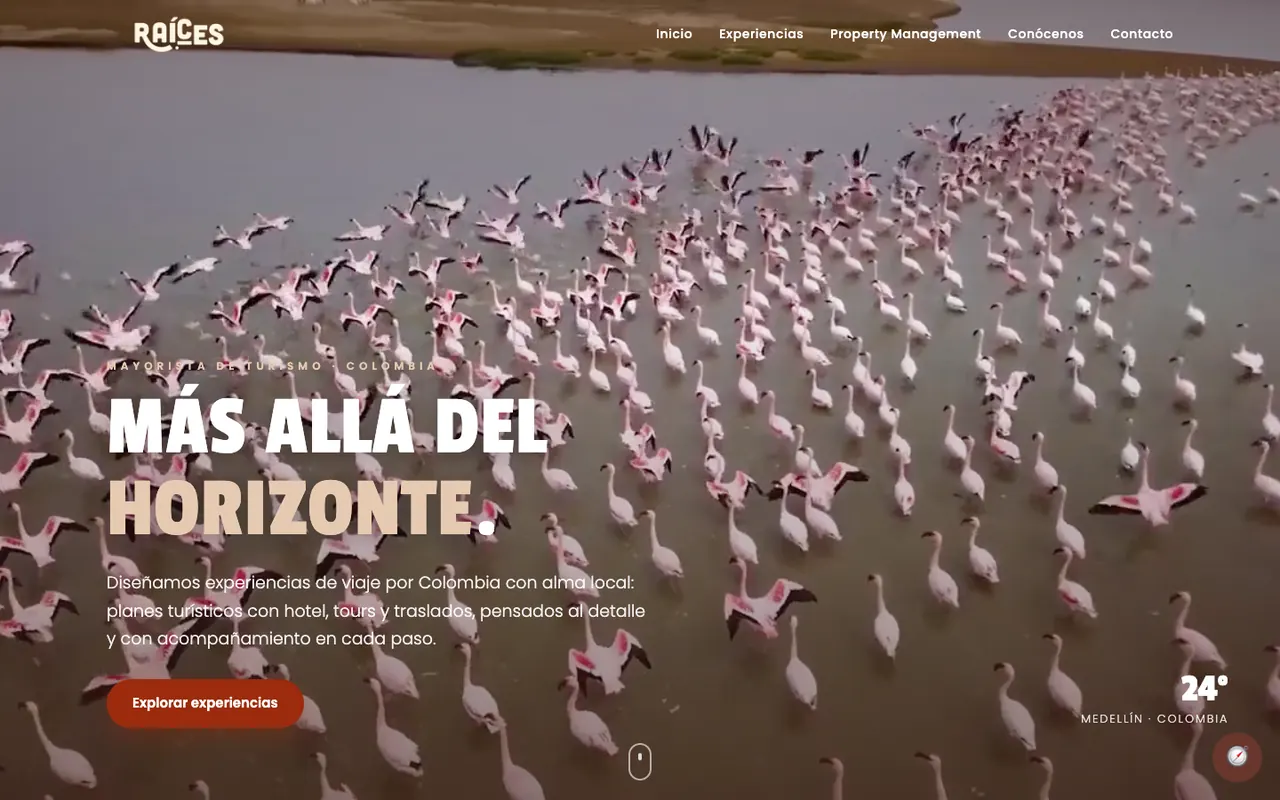 RAÍCES
Inicio
Experiencias
Property Management
Conócenos
Contacto
MAYORISTA DE TURISMO · COLOMBIA
MÁS ALLÁ DEL
HORIZONTE.
Diseñamos experiencias de viaje por Colombia con alma local:
planes turísticos con hotel, tours y traslados, pensados al detalle
y con acompañamiento en cada paso.
Explorar experiencias
24°
MEDELLÍN · COLOMBIA